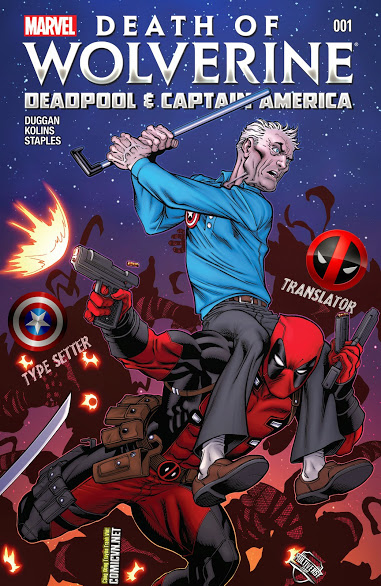 MARVEL
DEATH OF
001
WOLVERINE
DEADPOOL & CAPTAIN AMERICA
DUGGAN
KOLINS
STAPLES
TRANSLATOR
TYPE SETTER
COMICVN.NET